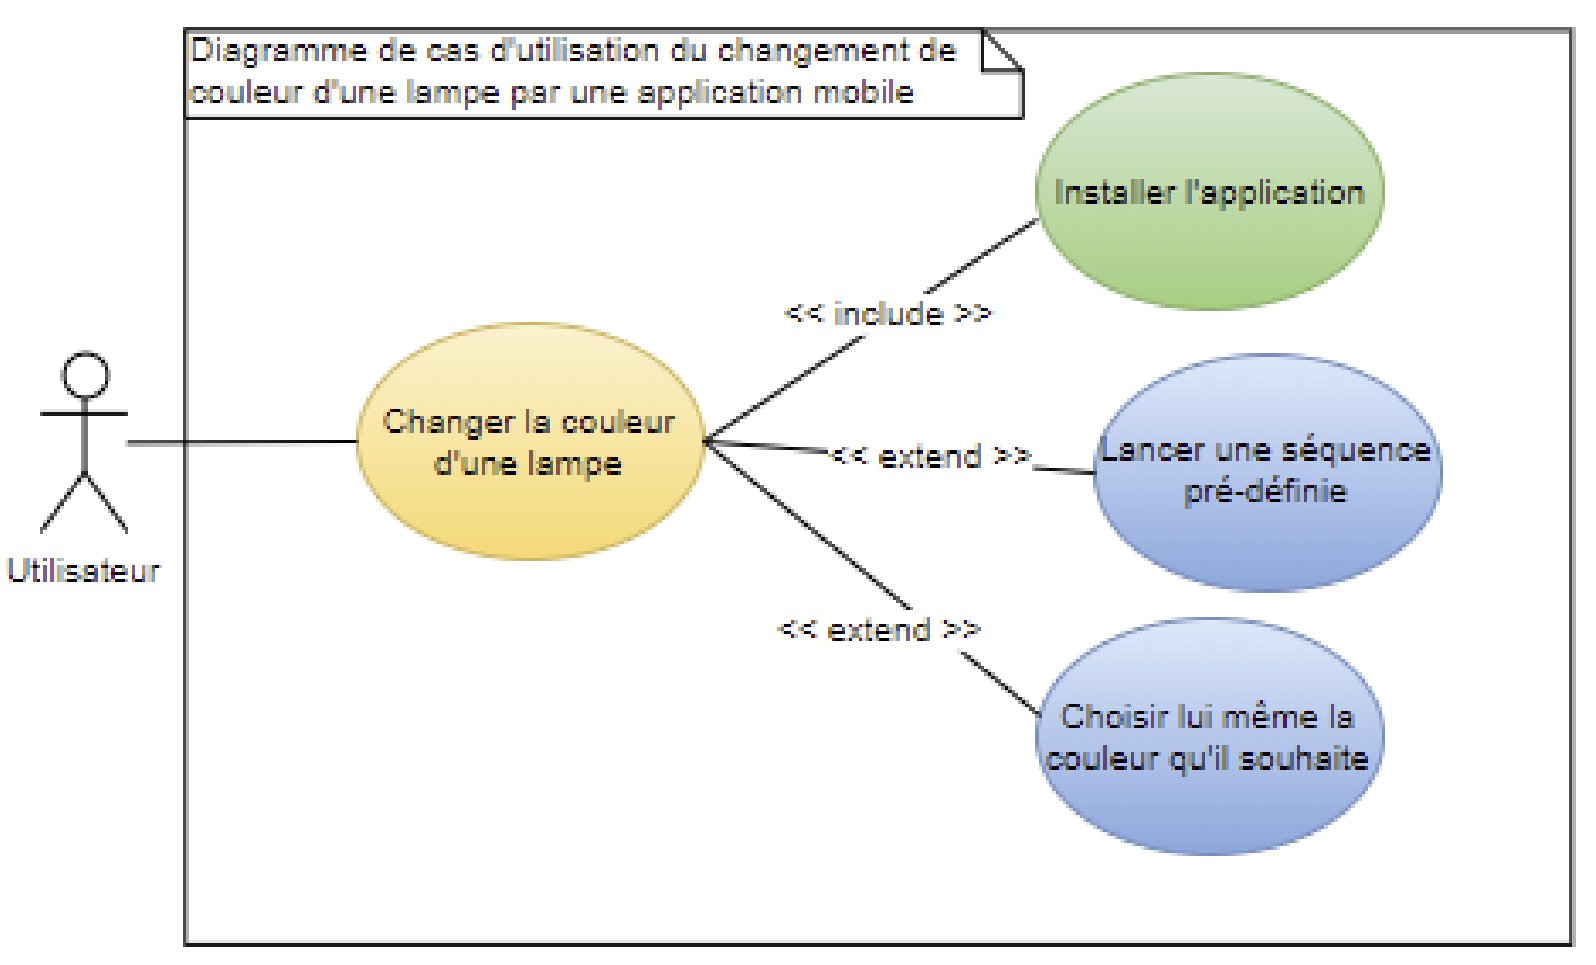 Diagramme de cas d'utilisation du changement de
couleur d'une lampe par une application mobile
Installer l'application
<< include >>
Changer la couleur
d'une lampe
<< extend >>
Lancer une séquence
pré-définie
Utilisateur
<< extend >>
Choisir lui même la
couleur qu'il souhaite